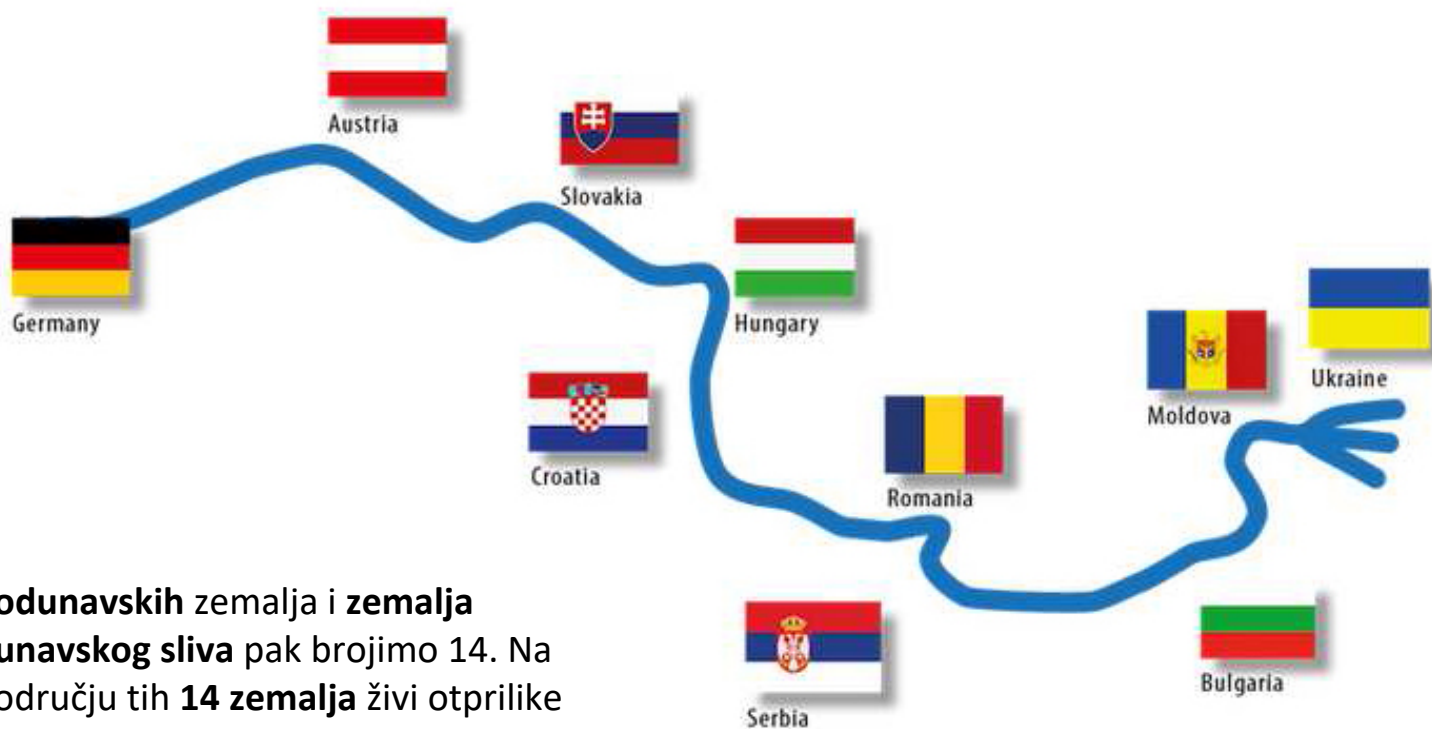 Austria
Slovakia
Germany
Hungary
Ukraine
Moldova
Croatia
Romania
Bulgaria
Serbia
odunavskih zemalja i zemalja
unavskog sliva pak brojimo 14. Na
odručju tih 14 zemalja živi otprilike